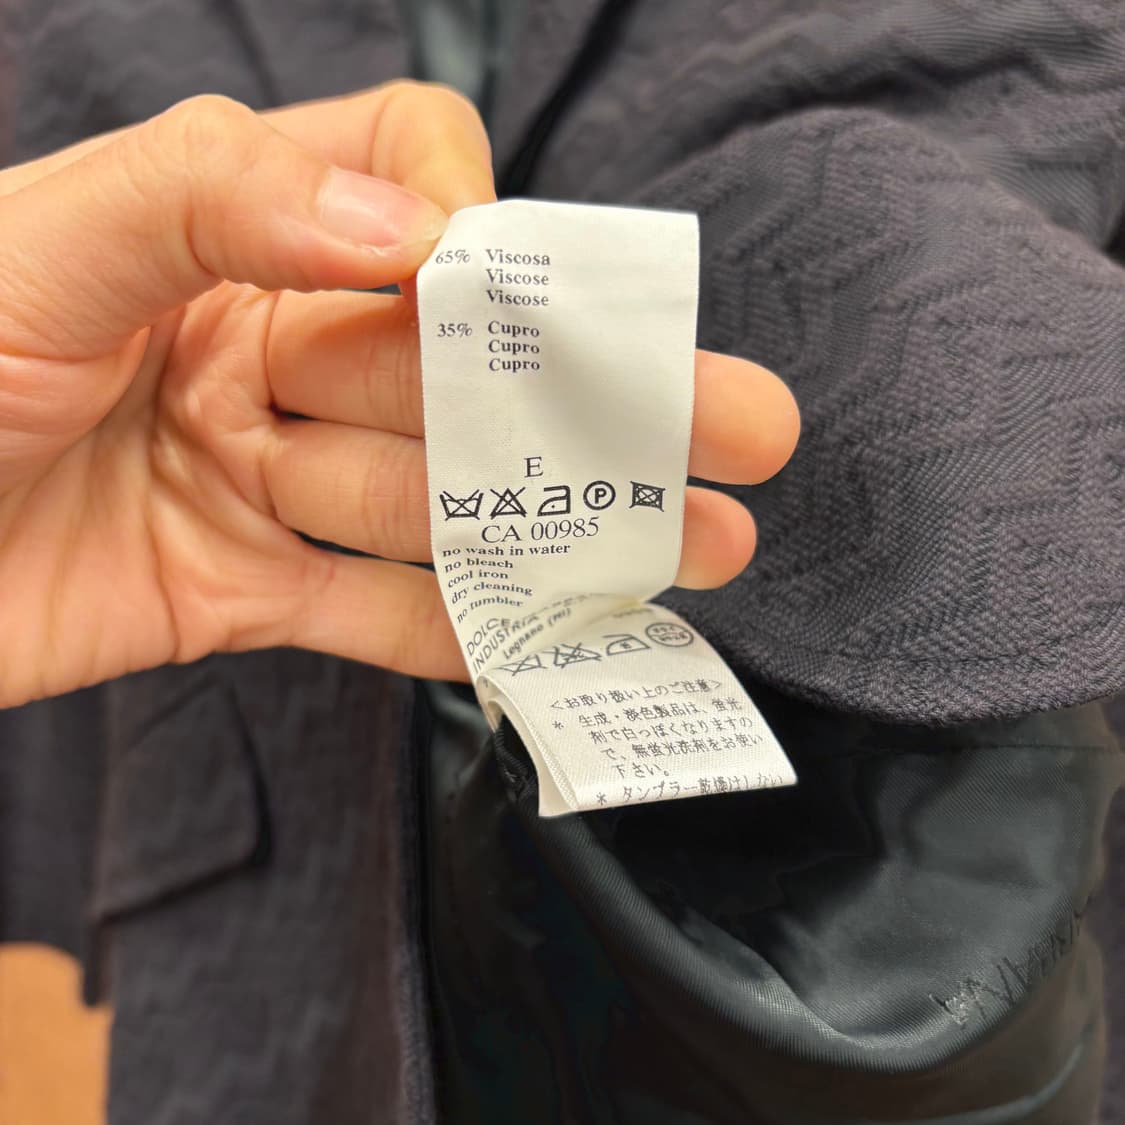 65% Viscosa
Viscose
Viscose
35% Cupro
Cupro
Cupro
E
P
CA 00985
no wash in water
no bleach
cool iron
dry cleaning
no tumbler
DOLCE
INDUSTRIA
Legnano (MI)
<お取り扱い上のご注意>
* 生成・淡色製品は、蛍光
剤で白っぽくなりますの
で、無蛍光洗剤をお使い
下さい。
* タンブラー乾燥はしない